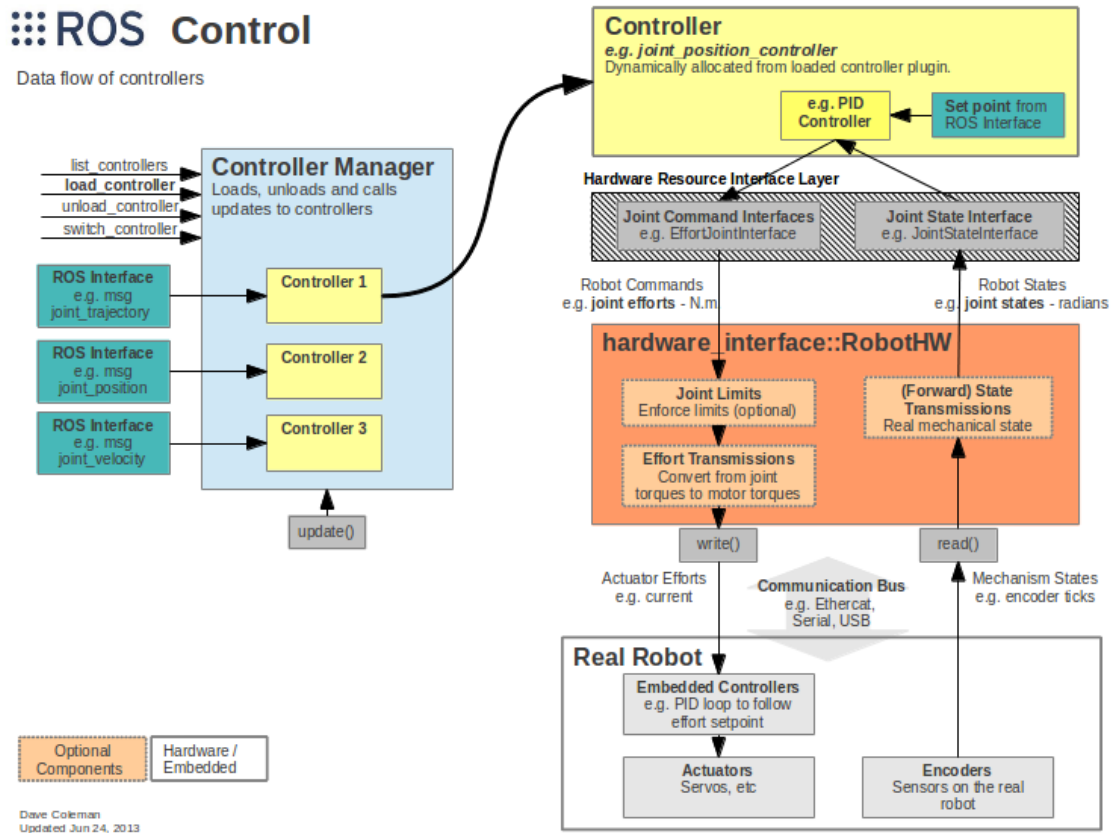 ROS Control
Data flow of controllers
list_controllers
load_controller
unload_controller
switch_controller
Controller Manager
Loads, unloads and calls
updates to controllers
ROS Interface
e.g. msg
joint_trajectory
Controller 1
ROS Interface
e.g. msg
joint_position
Controller 2
ROS Interface
e.g. msg
joint_velocity
Controller 3
update()
Controller
e.g. joint_position_controller
Dynamically allocated from loaded controller plugin.
e.g. PID
Controller
Set point from
ROS Interface
Hardware Resource Interface Layer
Joint Command Interfaces
e.g. EffortJointInterface
Joint State Interface
e.g. JointStateInterface
Robot Commands
e.g. joint efforts - N.m
Robot States
e.g. joint states - radians
hardware_interface::RobotHW
Joint Limits
Enforce limits (optional)
(Forward) State
Transmissions
Real mechanical state
Effort Transmissions
Convert from joint
torques to motor torques
write()
read()
Actuator Efforts
e.g. current
Communication Bus
e.g. Ethercat,
Serial, USB
Mechanism States
e.g. encoder ticks
Real Robot
Embedded Controllers
e.g. PID loop to follow
effort setpoint
Actuators
Servos, etc
Encoders
Sensors on the real
robot
Optional
Components
Hardware /
Embedded
Dave Coleman
Updated Jun 24, 2013